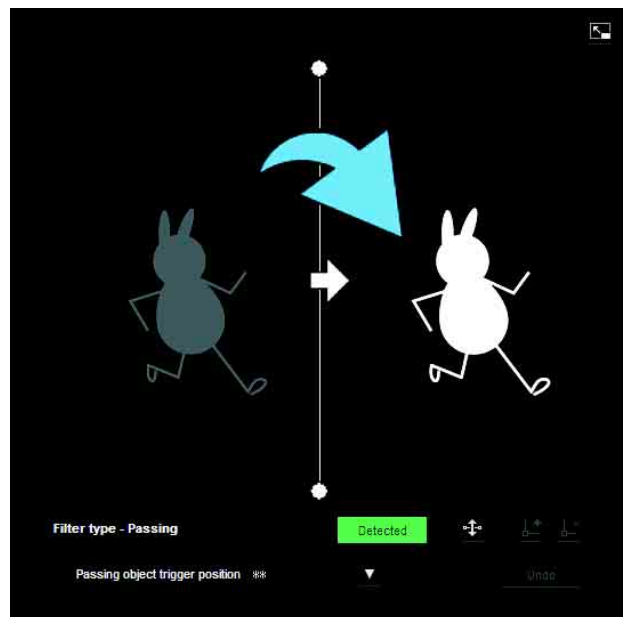 Filter type - Passing
Detected
Passing object trigger position **
Undo